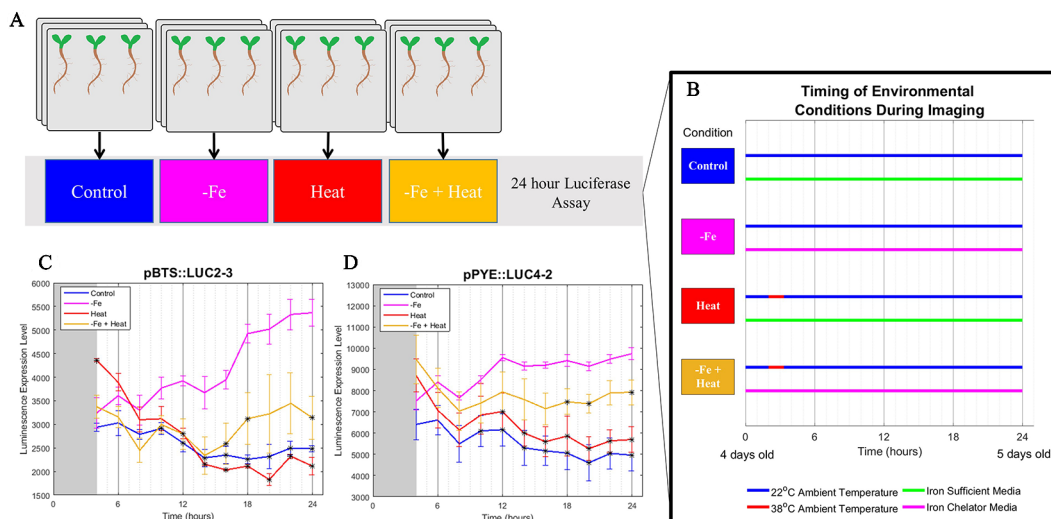 A
Control
-Fe
Heat
-Fe + Heat
24 hour Luciferase
Assay
B
Timing of Environmental
Conditions During Imaging
Condition
Control
-Fe
Heat
-Fe +
Heat
0
6
12
18
24
4 days old
Time (hours)
5 days old
22°C Ambient Temperature
Iron Sufficient Media
38°C Ambient Temperature
Iron Chelator Media
C
pBTS::LUC2-3
Luminescence Expression Level
6000
5500
5000
4500
4000
3500
3000
2500
2000
1500
Control
-Fe
Heat
-Fe + Heat
0
6
12
18
24
Time (hours)
D
pPYE::LUC4-2
Luminescence Expression Level
13000
12000
11000
10000
9000
8000
7000
6000
5000
4000
3000
Control
-Fe
Heat
-Fe + Heat
0
6
12
18
24
Time (hours)